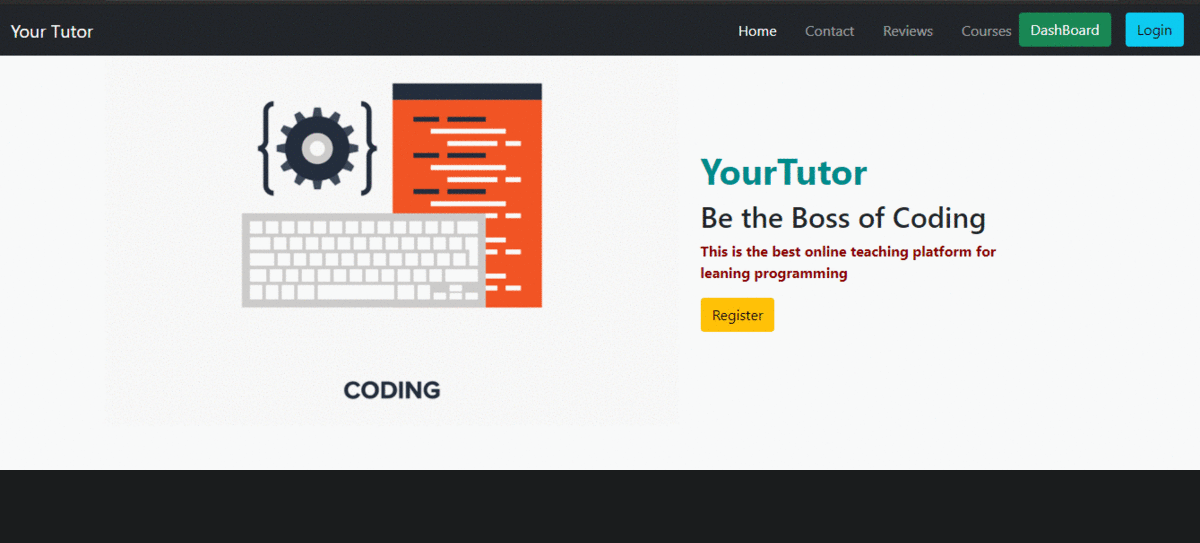 Your Tutor
Home Contact Reviews Courses DashBoard Login
YourTutor
Be the Boss of Coding
This is the best online teaching platform for
leaning programming
Register
CODING